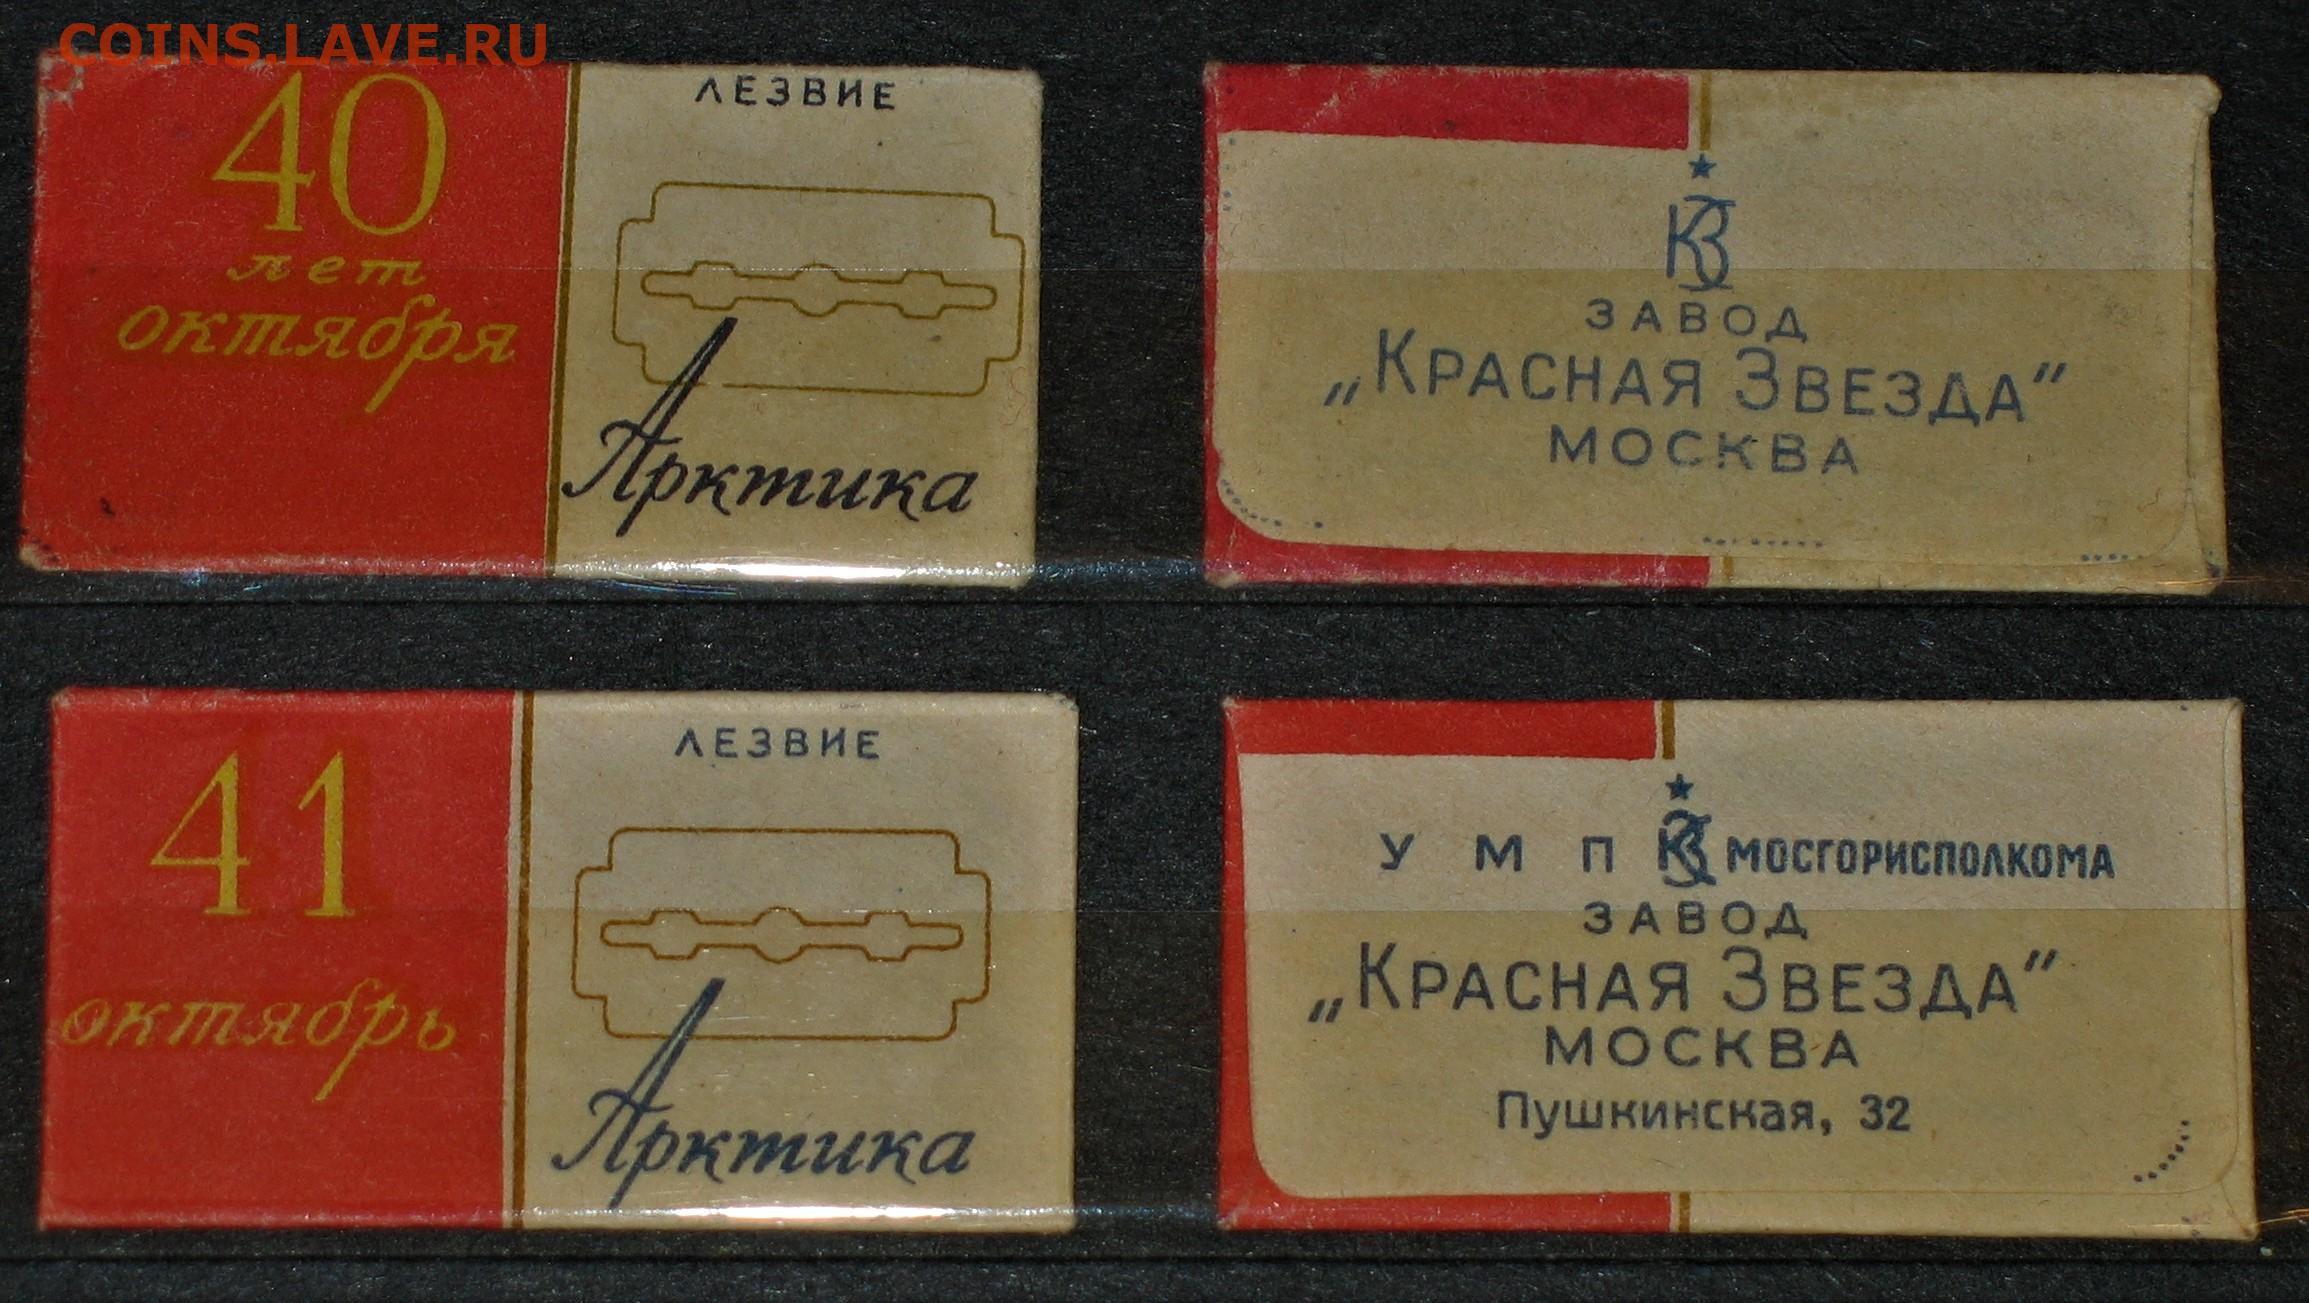 COINS.LAVE.RU
40
лет
октября
ЛЕЗВИЕ
Арктика
КЗ
ЗАВОД
„КРАСНАЯ ЗВЕЗДА"
МОСКВА
41
октябрь
ЛЕЗВИЕ
Арктика
У М П КЗ МОСГОРИСПОЛКОМА
ЗАВОД
„КРАСНАЯ ЗВЕЗДА"
МОСКВА
Пушкинская, 32